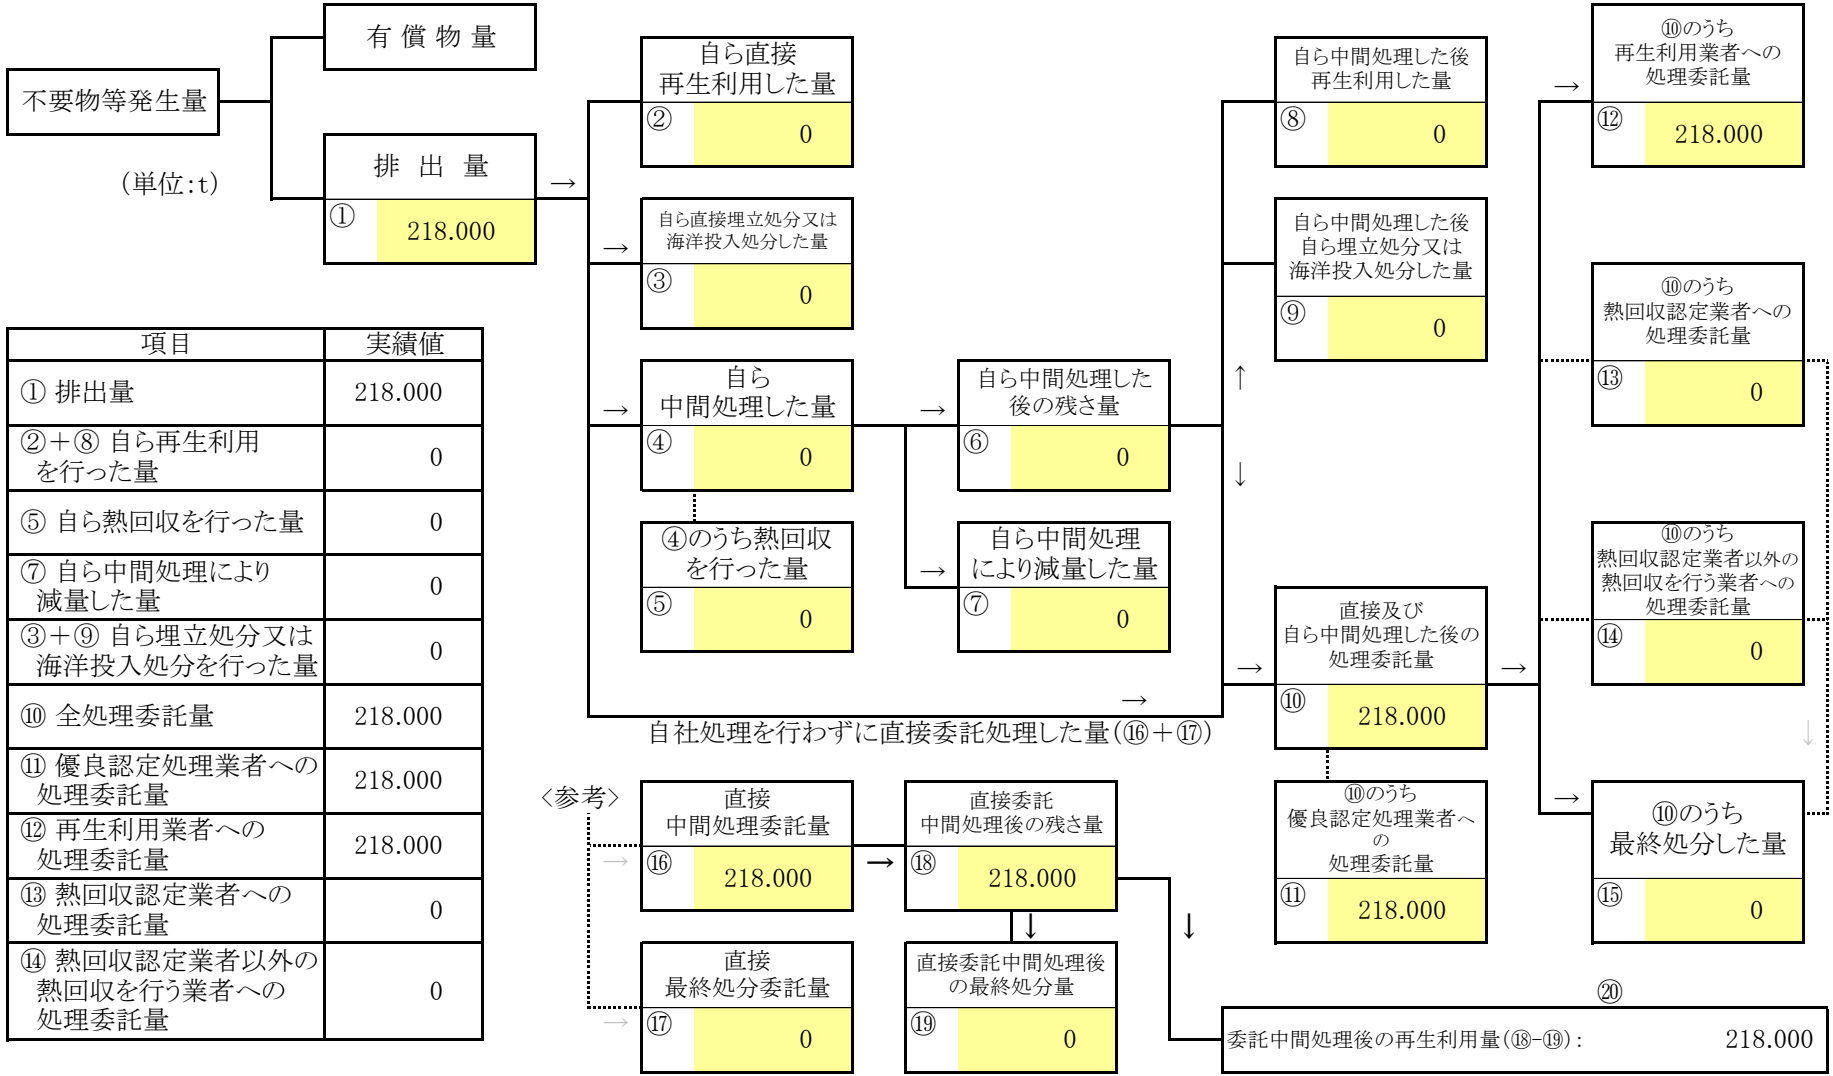 有償物量
不要物等発生量
(単位:t)
排出量
①
218.000
→
自ら直接
再生利用した量
②
0
→
自ら直接埋立処分又は
海洋投入処分した量
③
0
→
自ら
中間処理した量
④
0
④のうち熱回収
を行った量
⑤
0
→
自ら中間処理した
後の残さ量
⑥
0
→
自ら中間処理
により減量した量
⑦
0
自ら中間処理した後
再生利用した量
⑧
0
自ら中間処理した後
自ら埋立処分又は
海洋投入処分した量
⑨
0
↑
↓
→
自社処理を行わずに直接委託処理した量(⑯+⑰)
→
直接及び
自ら中間処理した後の
処理委託量
⑩
218.000
→
⑩のうち
優良認定処理業者へ
の
処理委託量
⑪
218.000
→
⑩のうち
再生利用業者への
処理委託量
⑫
218.000
⑩のうち
熱回収認定業者への
処理委託量
⑬
0
⑩のうち
熱回収認定業者以外の
熱回収を行う業者への
処理委託量
⑭
0
↓
→
⑩のうち
最終処分した量
⑮
0
項目 実績値
① 排出量 218.000
②+⑧ 自ら再生利用
を行った量 0
⑤ 自ら熱回収を行った量 0
⑦ 自ら中間処理により
減量した量 0
③+⑨ 自ら埋立処分又は
海洋投入処分を行った量 0
⑩ 全処理委託量 218.000
⑪ 優良認定処理業者への
処理委託量 218.000
⑫ 再生利用業者への
処理委託量 218.000
⑬ 熱回収認定業者への
処理委託量 0
⑭ 熱回収認定業者以外の
熱回収を行う業者への
処理委託量 0
<参考>
→
直接
中間処理委託量
⑯
218.000
→
直接委託
中間処理後の残さ量
⑱
218.000
↓
↓
→
直接
最終処分委託量
⑰
0
直接委託中間処理後
の最終処分量
⑲
0
⑳
委託中間処理後の再生利用量(⑱-⑲): 218.000